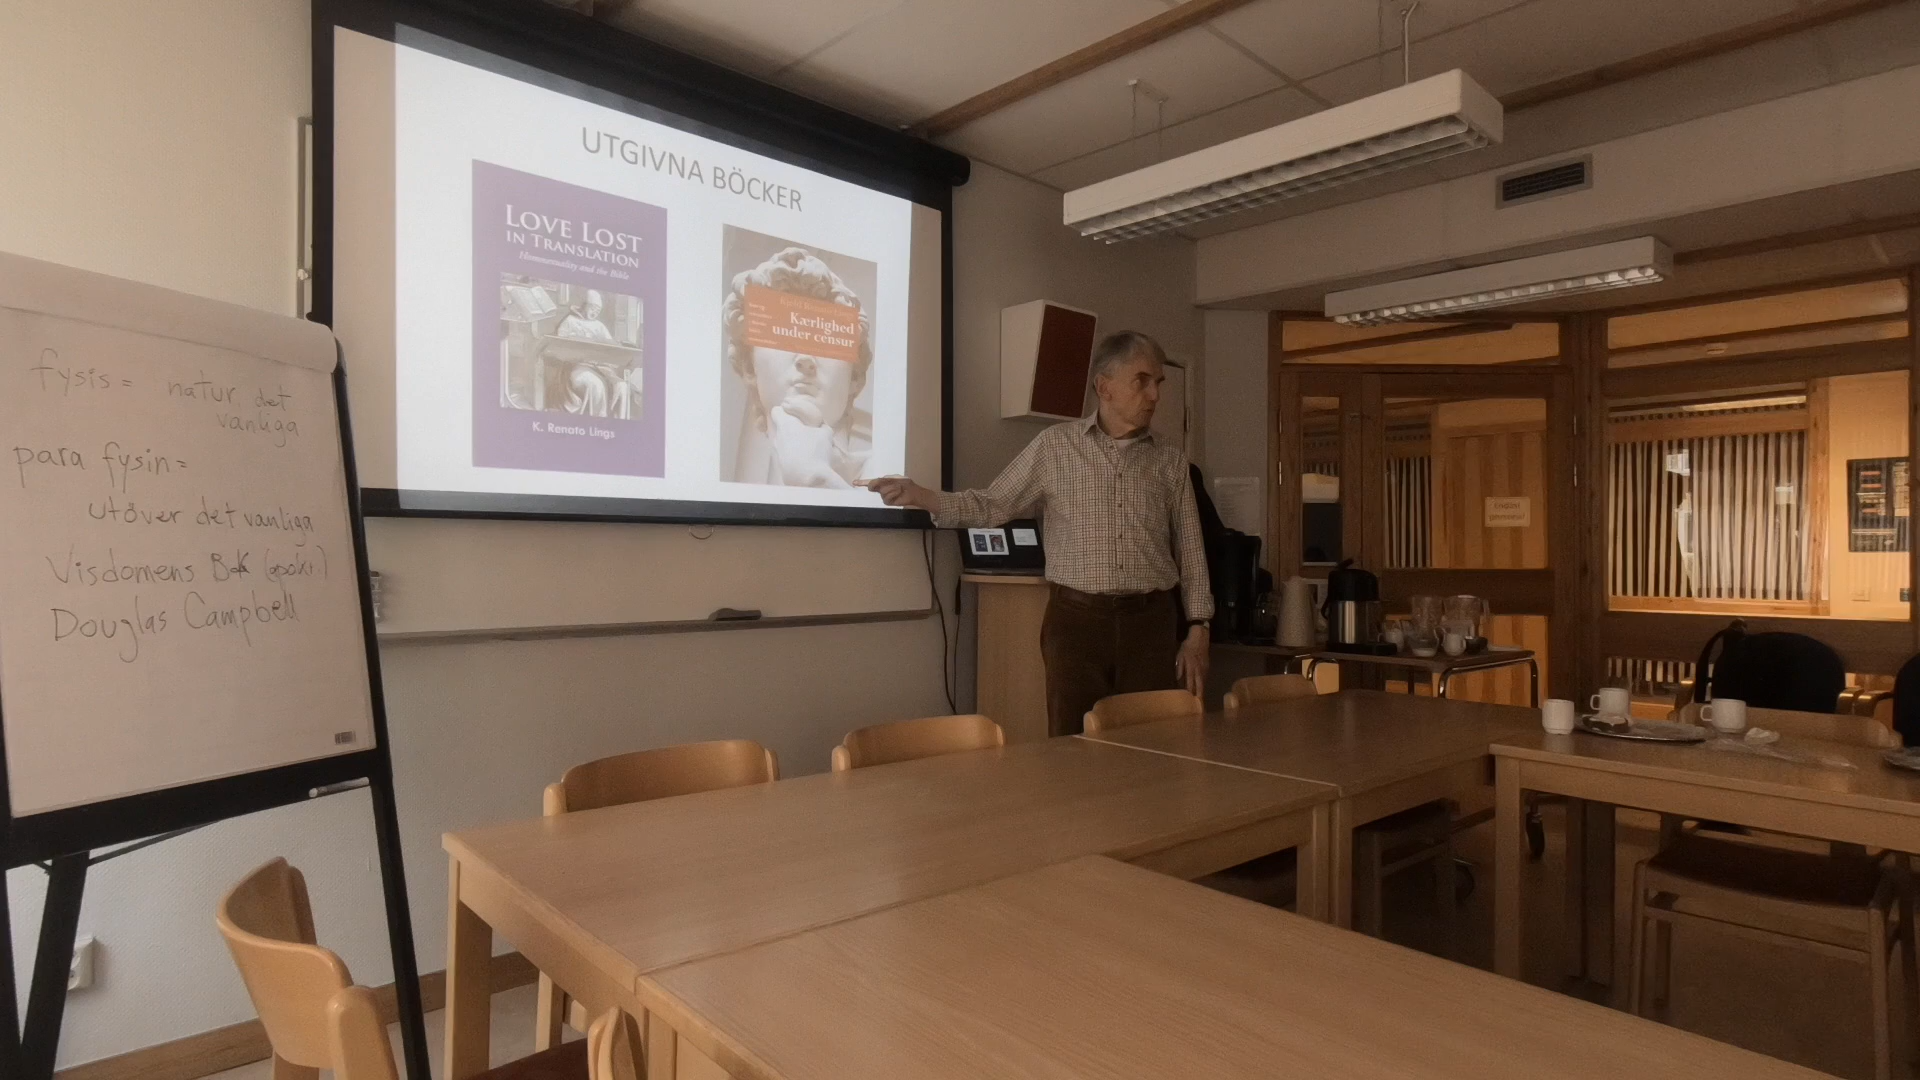 fysis = natur, det
vanliga
para fysin =
utöver det vanliga
Visdomens Bok (apokr.)
Douglas Campbell
UTGIVNA BÖCKER
LOVE LOST
IN TRANSLATION
Homosexuality and the Bible
K. Renato Lings
Kærlighed
under censur